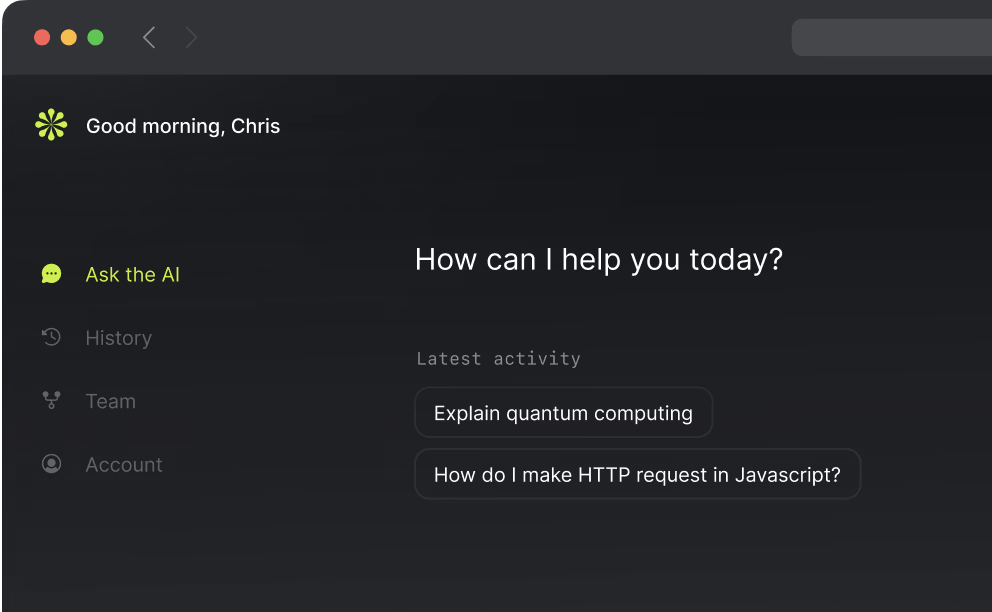 Good morning, Chris
Ask the AI
History
Team
Account
How can I help you today?
Latest activity
Explain quantum computing
How do I make HTTP request in Javascript?